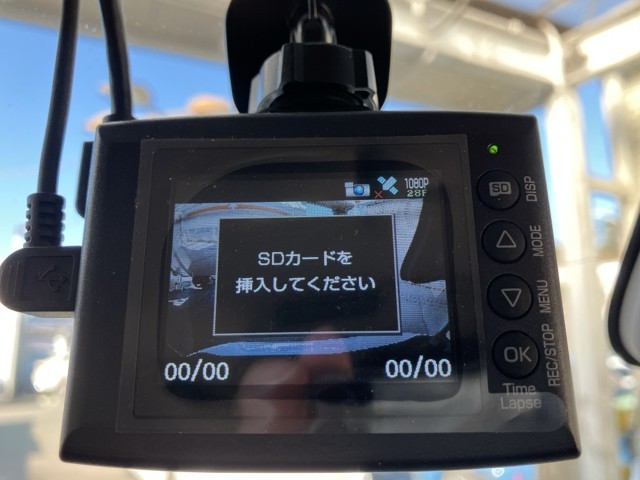 1080P
28F
SDカードを
挿入してください
00/00
00/00
SD
DISP
MODE
MENU
OK
REC/STOP
Time
Lapse